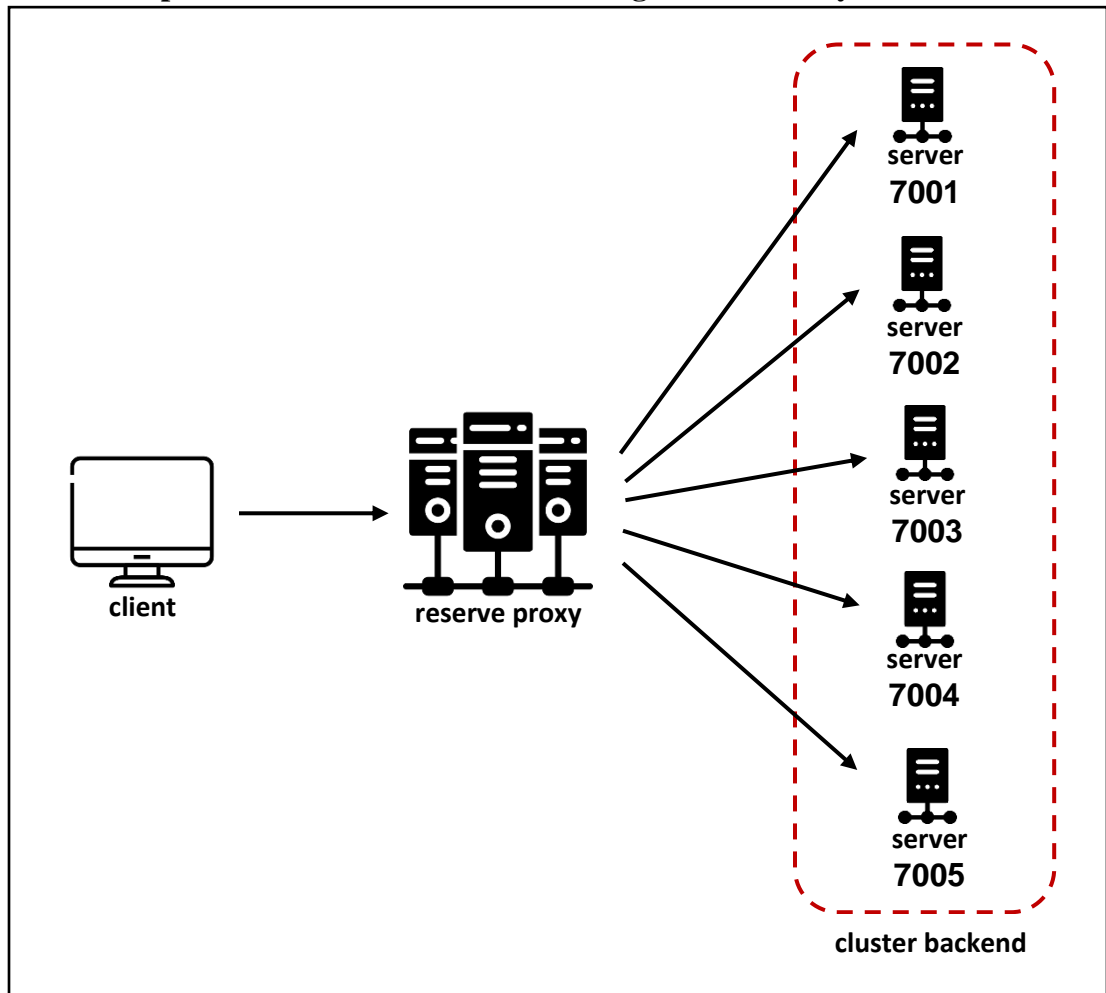 client
reserve proxy
server
7001
server
7002
server
7003
server
7004
server
7005
cluster backend